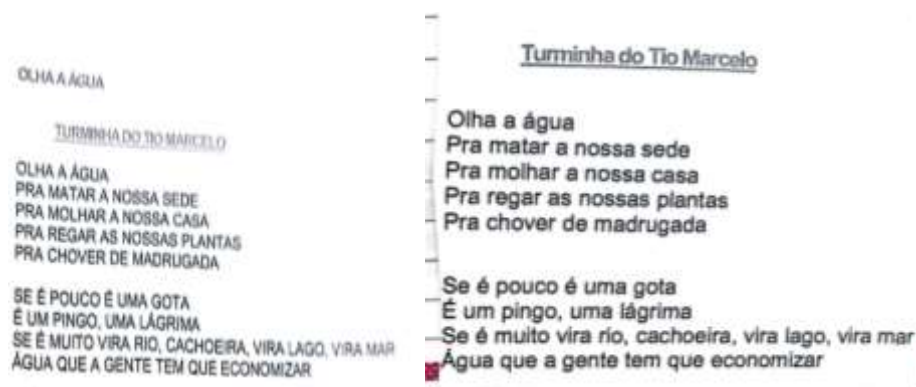 OLHA A ÁGUA
TURMINHA DO TIO MARCELO
OLHA A ÁGUA
PRA MATAR A NOSSA SEDE
PRA MOLHAR A NOSSA CASA
PRA REGAR AS NOSSAS PLANTAS
PRA CHOVER DE MADRUGADA
SE É POUCO É UMA GOTA
É UM PINGO, UMA LÁGRIMA
SE É MUITO VIRA RIO, CACHOEIRA, VIRA LAGO, VIRA MAR
ÁGUA QUE A GENTE TEM QUE ECONOMIZAR
Turminha do Tio Marcelo
Olha a água
Pra matar a nossa sede
Pra molhar a nossa casa
Pra regar as nossas plantas
Pra chover de madrugada
Se é pouco é uma gota
É um pingo, uma lágrima
Se é muito vira rio, cachoeira, vira lago, vira mar
Água que a gente tem que economizar